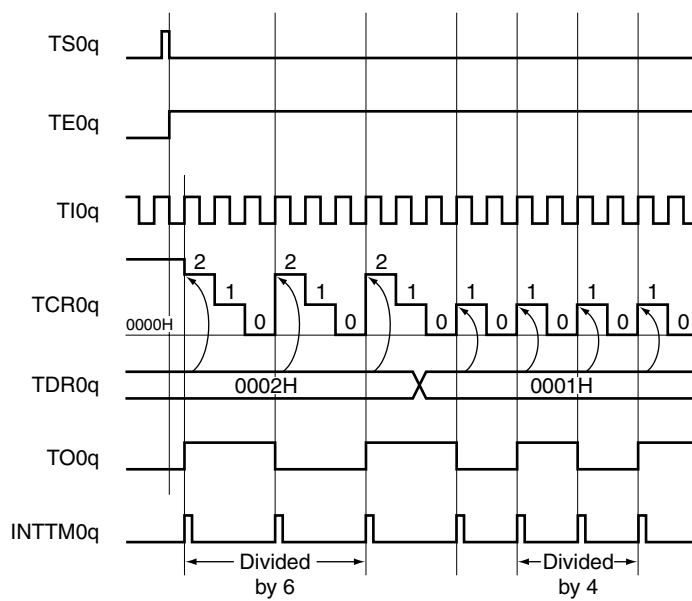 TS0q
TE0q
TI0q
TCR0q
2
1
0
2
1
0
2
1
0
1
0
1
0
1
0
1
0
0000H
TDR0q
0002H
0001H
TO0q
INTTM0q
Divided
by 6
Divided
by 4